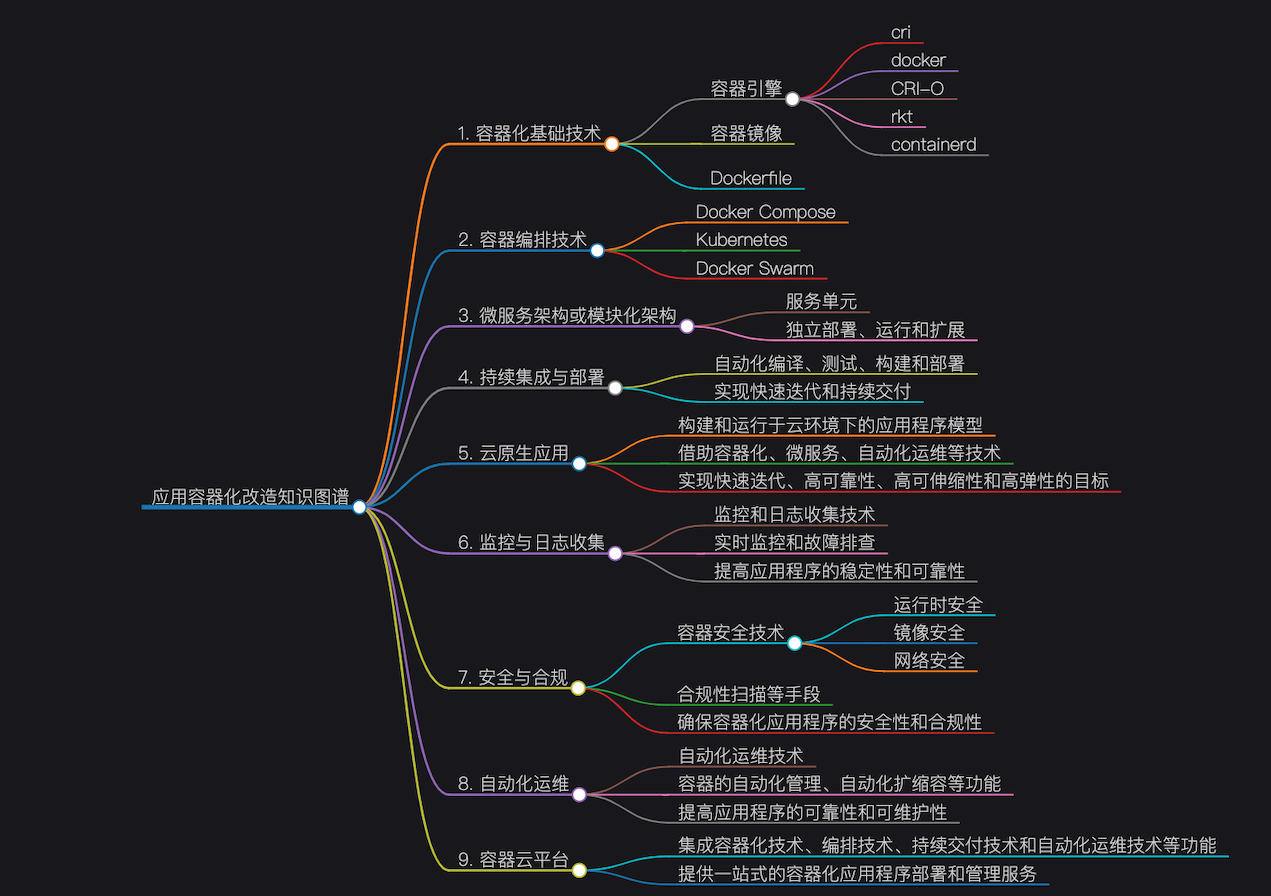 应用容器化改造知识图谱
1. 容器化基础技术
容器引擎
cri
docker
CRI-O
rkt
containerd
容器镜像
Dockerfile
2. 容器编排技术
Docker Compose
Kubernetes
Docker Swarm
3. 微服务架构或模块化架构
服务单元
独立部署、运行和扩展
4. 持续集成与部署
自动化编译、测试、构建和部署
实现快速迭代和持续交付
5. 云原生应用
构建和运行于云环境下的应用程序模型
借助容器化、微服务、自动化运维等技术
实现快速迭代、高可靠性、高可伸缩性和高弹性的目标
6. 监控与日志收集
监控和日志收集技术
实时监控和故障排查
提高应用程序的稳定性和可靠性
7. 安全与合规
容器安全技术
运行时安全
镜像安全
网络安全
合规性扫描等手段
确保容器化应用程序的安全性和合规性
8. 自动化运维
自动化运维技术
容器的自动化管理、自动化扩缩容等功能
提高应用程序的可靠性和可维护性
9. 容器云平台
集成容器化技术、编排技术、持续交付技术和自动化运维技术等功能
提供一站式的容器化应用程序部署和管理服务